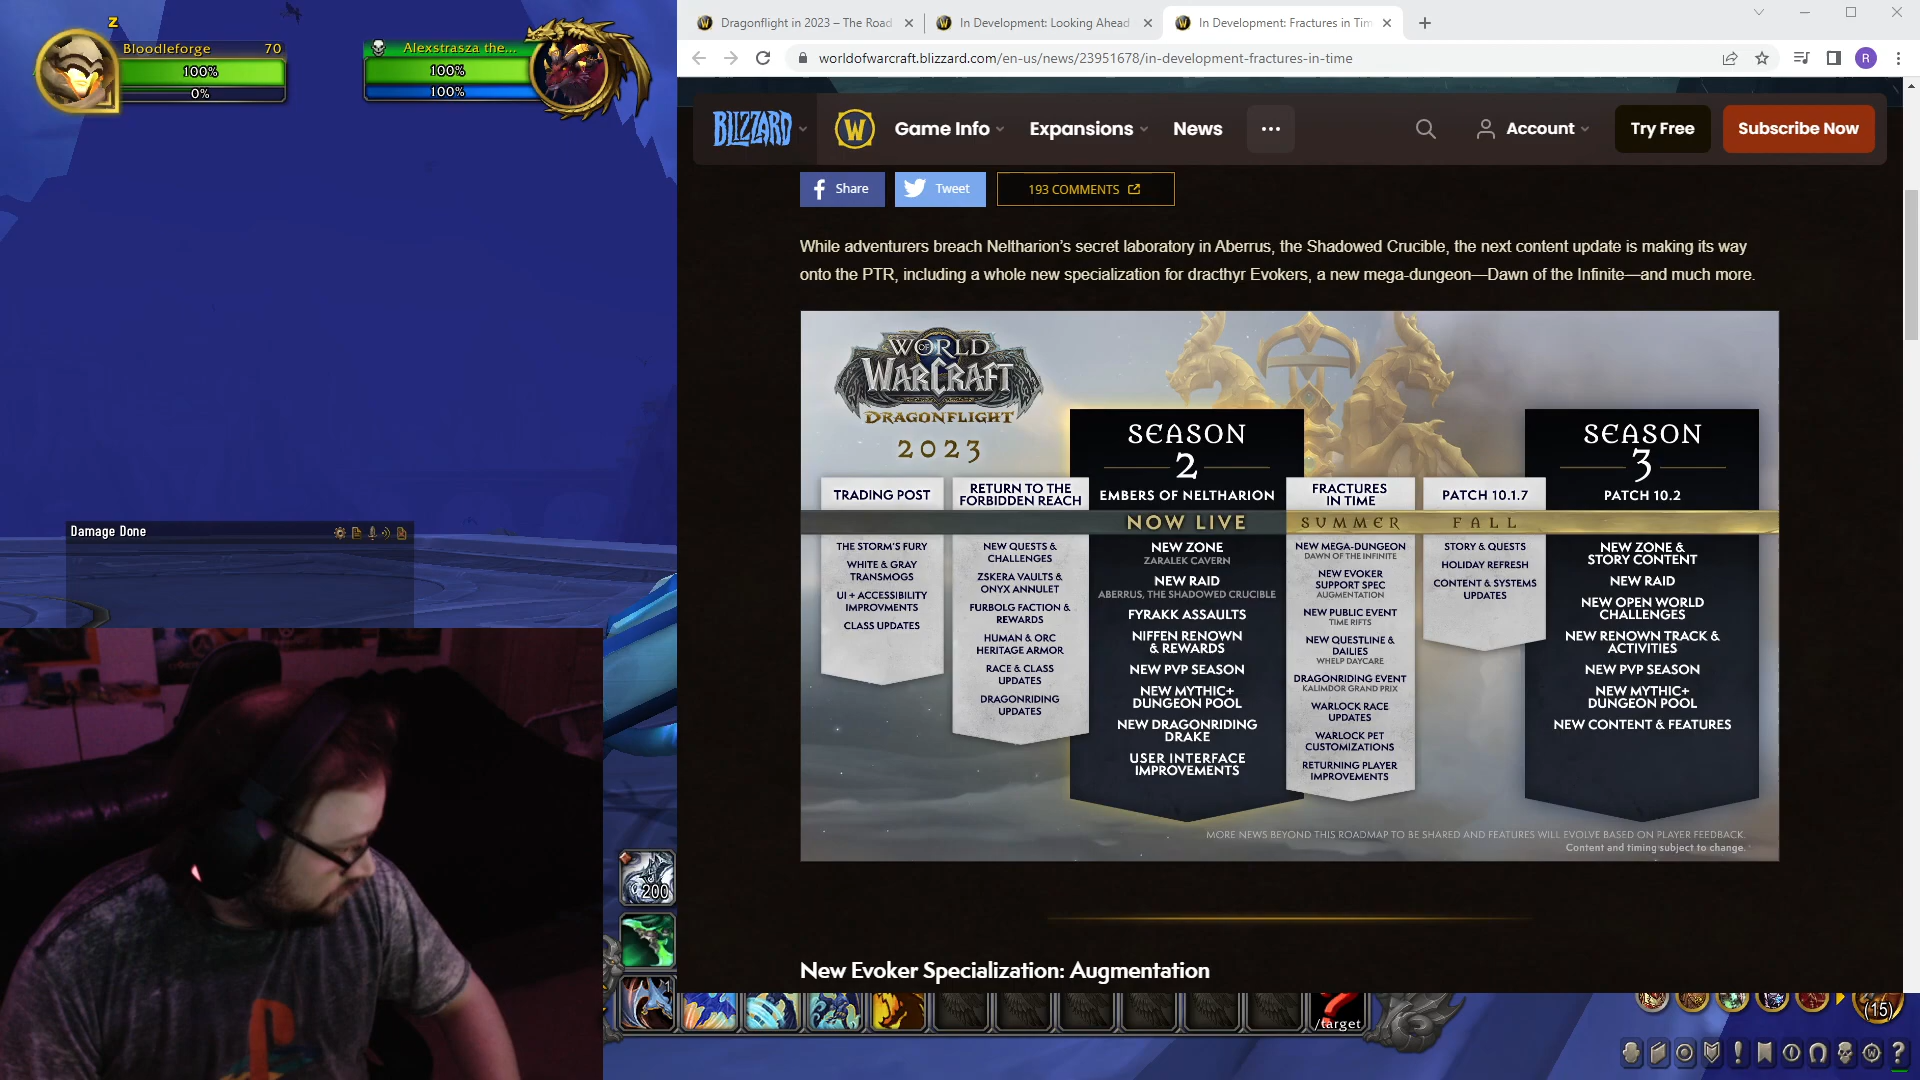 Z
Bloodleforge 70
100%
0%
Alexstrasza the...
100%
100%
Dragonflight in 2023 – The Road
In Development: Looking Ahead
In Development: Fractures in Tim
worldofwarcraft.blizzard.com/en-us/news/23951678/in-development-fractures-in-time
R
BLIZZARD
W
Game Info
Expansions
News
Account
Try Free
Subscribe Now
Share
Tweet
193 COMMENTS
While adventurers breach Neltharion's secret laboratory in Aberrus, the Shadowed Crucible, the next content update is making its way
onto the PTR, including a whole new specialization for dracthyr Evokers, a new mega-dungeon—Dawn of the Infinite—and much more.
WORLD
OF
WARCRAFT
DRAGONFLIGHT
2023
TRADING POST
THE STORM'S FURY
WHITE & GRAY
TRANSMOGS
UI + ACCESSIBILITY
IMPROVMENTS
CLASS UPDATES
RETURN TO THE
FORBIDDEN REACH
NEW QUESTS &
CHALLENGES
ZSKERA VAULTS &
ONYX ANNULET
FURBOLG FACTION &
REWARDS
HUMAN & ORC
HERITAGE ARMOR
RACE & CLASS
UPDATES
DRAGONRIDING
UPDATES
SEASON
2
EMBERS OF NELTHARION
NOW LIVE
NEW ZONE
ZARALEK CAVERN
NEW RAID
ABERRUS, THE SHADOWED CRUCIBLE
FYRAKK ASSAULTS
NIFFEN RENOWN
& REWARDS
NEW PVP SEASON
NEW MYTHIC+
DUNGEON POOL
NEW DRAGONRIDING
DRAKE
USER INTERFACE
IMPROVEMENTS
FRACTURES
IN TIME
SUMMER
NEW MEGA-DUNGEON
DAWN OF THE INFINITE
NEW EVOKER
SUPPORT SPEC
AUGMENTATION
NEW PUBLIC EVENT
TIME RIFTS
NEW QUESTLINE &
DAILIES
WHELP DAYCARE
DRAGONRIDING EVENT
KALIMDOR GRAND PRIX
WARLOCK RACE
UPDATES
WARLOCK PET
CUSTOMIZATIONS
RETURNING PLAYER
IMPROVEMENTS
PATCH 10.1.7
FALL
STORY & QUESTS
HOLIDAY REFRESH
CONTENT & SYSTEMS
UPDATES
SEASON
3
PATCH 10.2
NEW ZONE &
STORY CONTENT
NEW RAID
NEW OPEN WORLD
CHALLENGES
NEW RENOWN TRACK &
ACTIVITIES
NEW PVP SEASON
NEW MYTHIC+
DUNGEON POOL
NEW CONTENT & FEATURES
MORE NEWS BEYOND THIS ROADMAP TO BE SHARED AND FEATURES WILL EVOLVE BASED ON PLAYER FEEDBACK.
Content and timing subject to change.
New Evoker Specialization: Augmentation
Damage Done
200
1
/target
(15)